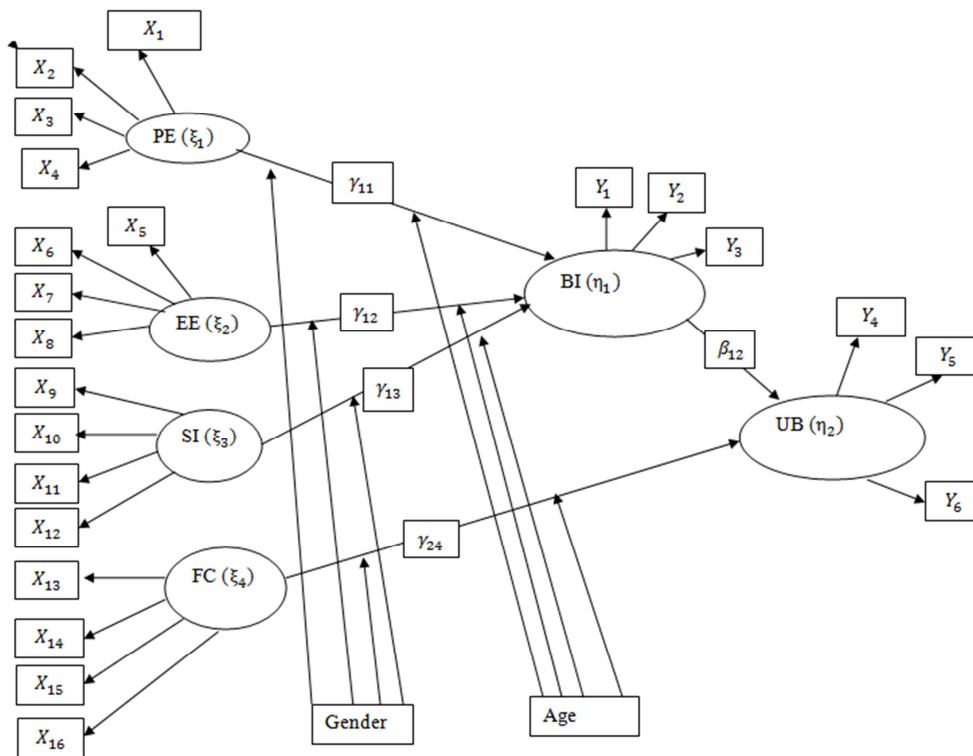 X₁
X₂
X₃
PE (ξ₁)
X₄
γ₁₁
Y₁
Y₂
X₅
X₆
Y₃
X₇
BI (η₁)
EE (ξ₂)
γ₁₂
X₈
Y₄
β₁₂
Y₅
X₉
γ₁₃
X₁₀
SI (ξ₃)
UB (η₂)
X₁₁
Y₆
X₁₂
γ₂₄
X₁₃
FC (ξ₄)
X₁₄
X₁₅
Gender
Age
X₁₆